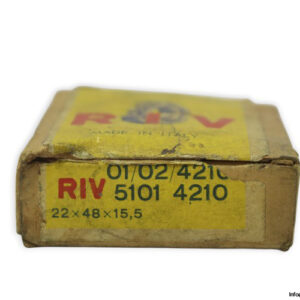 RIV
MADE IN ITALY
01/02/4210
RIV 5101 4210
22×48×15,5